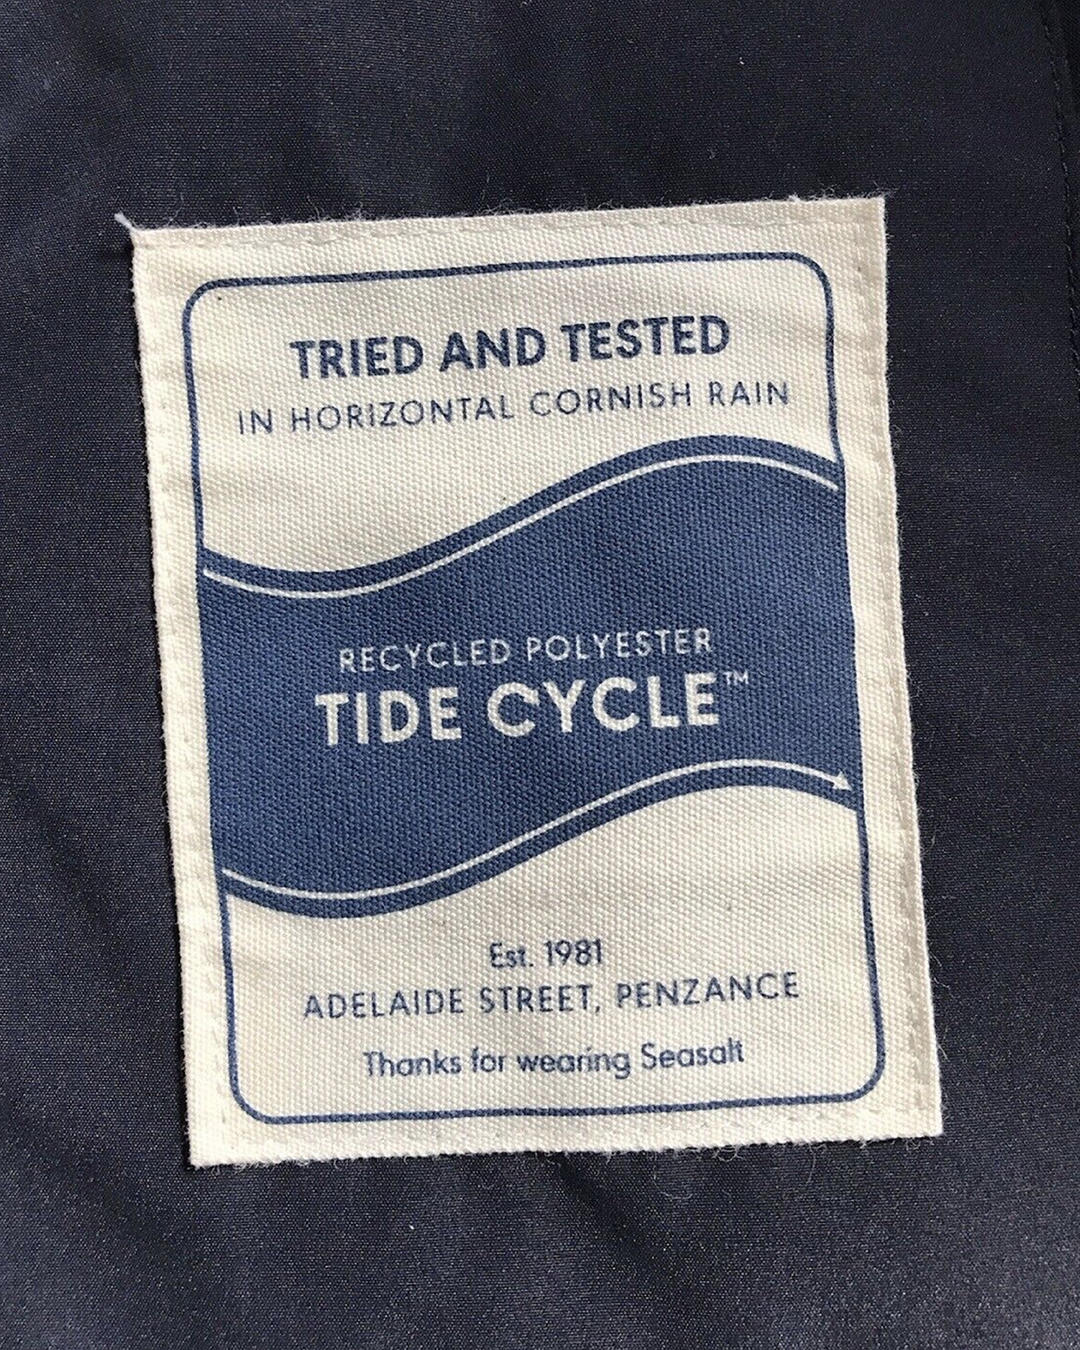 TRIED AND TESTED
IN HORIZONTAL CORNISH RAIN
RECYCLED POLYESTER
TIDE CYCLE™
Est. 1981
ADELAIDE STREET, PENZANCE
Thanks for wearing Seasalt